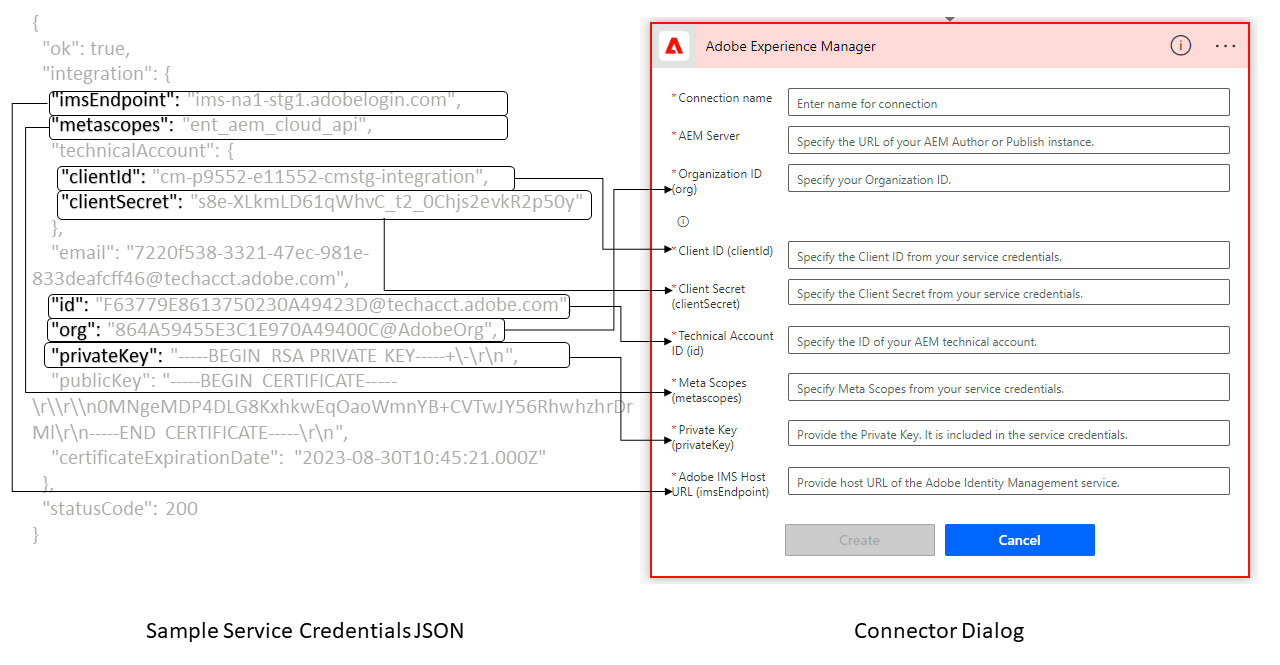 {
"ok": true,
"integration": {
"imsEndpoint": "ims-na1-stg1.adobelogin.com",
"metascopes": "ent_aem_cloud_api",
"technicalAccount": {
"clientId": "cm-p9552-e11552-cmstg-integration",
"clientSecret": "s8e-XLkmLD61qWhvC_t2_0Chjs2evkR2p50y"
},
"email": "7220f538-3321-47ec-981e-
833deafcff46@techacct.adobe.com",
"id": "F63779E8613750230A49423D@techacct.adobe.com"
"org": "864A59455E3C1E970A49400C@AdobeOrg",
"privateKey": "-----BEGIN RSA PRIVATE KEY-----+\-\r\n",
"publicKey": "-----BEGIN CERTIFICATE-----
\r\\r\\n0MNgeMDP4DLG8KxhkwEqOaoWmnYB+CVTwJY56RhwhzhrDr
Ml\r\n-----END CERTIFICATE-----\r\n",
"certificateExpirationDate": "2023-08-30T10:45:21.000Z"
},
"statusCode": 200
}
Sample Service Credentials JSON
Adobe Experience Manager
* Connection name
Enter name for connection
* AEM Server
Specify the URL of your AEM Author or Publish instance.
* Organization ID
(org)
Specify your Organization ID.
* Client ID (clientId)
Specify the Client ID from your service credentials.
* Client Secret
(clientSecret)
Specify the Client Secret from your service credentials.
* Technical Account
ID (id)
Specify the ID of your AEM technical account.
* Meta Scopes
(metascopes)
Specify Meta Scopes from your service credentials.
* Private Key
(privateKey)
Provide the Private Key. It is included in the service credentials.
* Adobe IMS Host
URL (imsEndpoint)
Provide host URL of the Adobe Identity Management service.
Create
Cancel
Connector Dialog